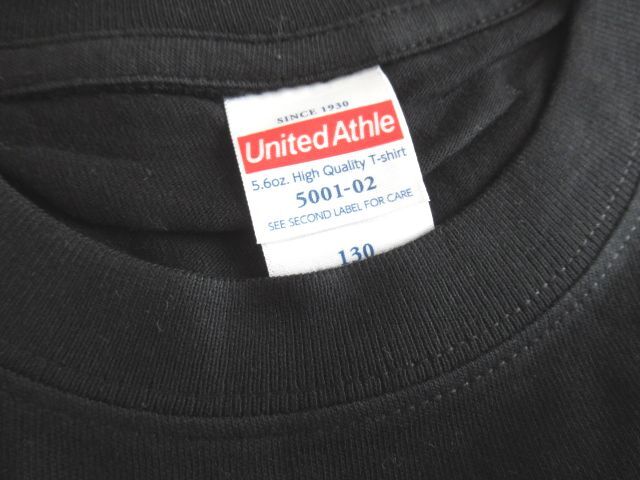 SINCE 1930
United Athle
5.6oz. High Quality T-shirt
5001-02
SEE SECOND LABEL FOR CARE
130